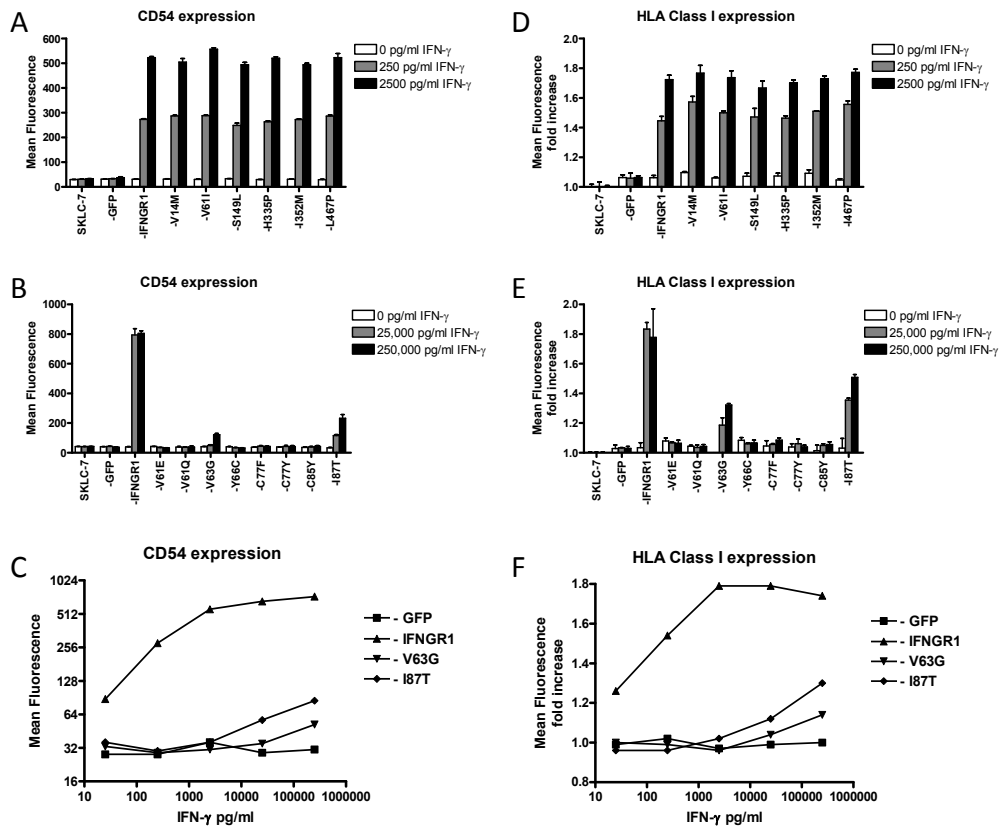 A
CD54 expression
Mean Fluorescence
600
500
400
300
200
100
0
0 pg/ml IFN-γ
250 pg/ml IFN-γ
2500 pg/ml IFN-γ
SKLC-7
-GFP
-IFNGR1
-V14M
-V61I
-S149L
-H335P
-I352M
-L467P
D
HLA Class I expression
Mean Fluorescence
fold increase
2.0
1.8
1.6
1.4
1.2
1.0
0 pg/ml IFN-γ
250 pg/ml IFN-γ
2500 pg/ml IFN-γ
SKLC-7
-GFP
-IFNGR1
-V14M
-V61I
-S149L
-H335P
-I352M
-I467P
B
CD54 expression
Mean Fluorescence
1000
800
600
400
200
0
0 pg/ml IFN-γ
25,000 pg/ml IFN-γ
250,000 pg/ml IFN-γ
SKLC-7
-GFP
-IFNGR1
-V61E
-V61Q
-V63G
-Y66C
-C77F
-C77Y
-C85Y
-I87T
E
HLA Class I expression
Mean Fluorescence
fold increase
2.0
1.8
1.6
1.4
1.2
1.0
0 pg/ml IFN-γ
25,000 pg/ml IFN-γ
250,000 pg/ml IFN-γ
SKLC-7
-GFP
-IFNGR1
-V61E
-V61Q
-V63G
-Y66C
-C77F
-C77Y
-C85Y
-I87T
C
CD54 expression
Mean Fluorescence
1024
512
256
128
64
32
16
10 100 1000 10000 100000 1000000
IFN-γ pg/ml
- GFP
- IFNGR1
- V63G
- I87T
F
HLA Class I expression
Mean Fluorescence
fold increase
1.8
1.6
1.4
1.2
1.0
0.8
10 100 1000 10000 100000 1000000
IFN-γ pg/ml
- GFP
- IFNGR1
- V63G
- I87T